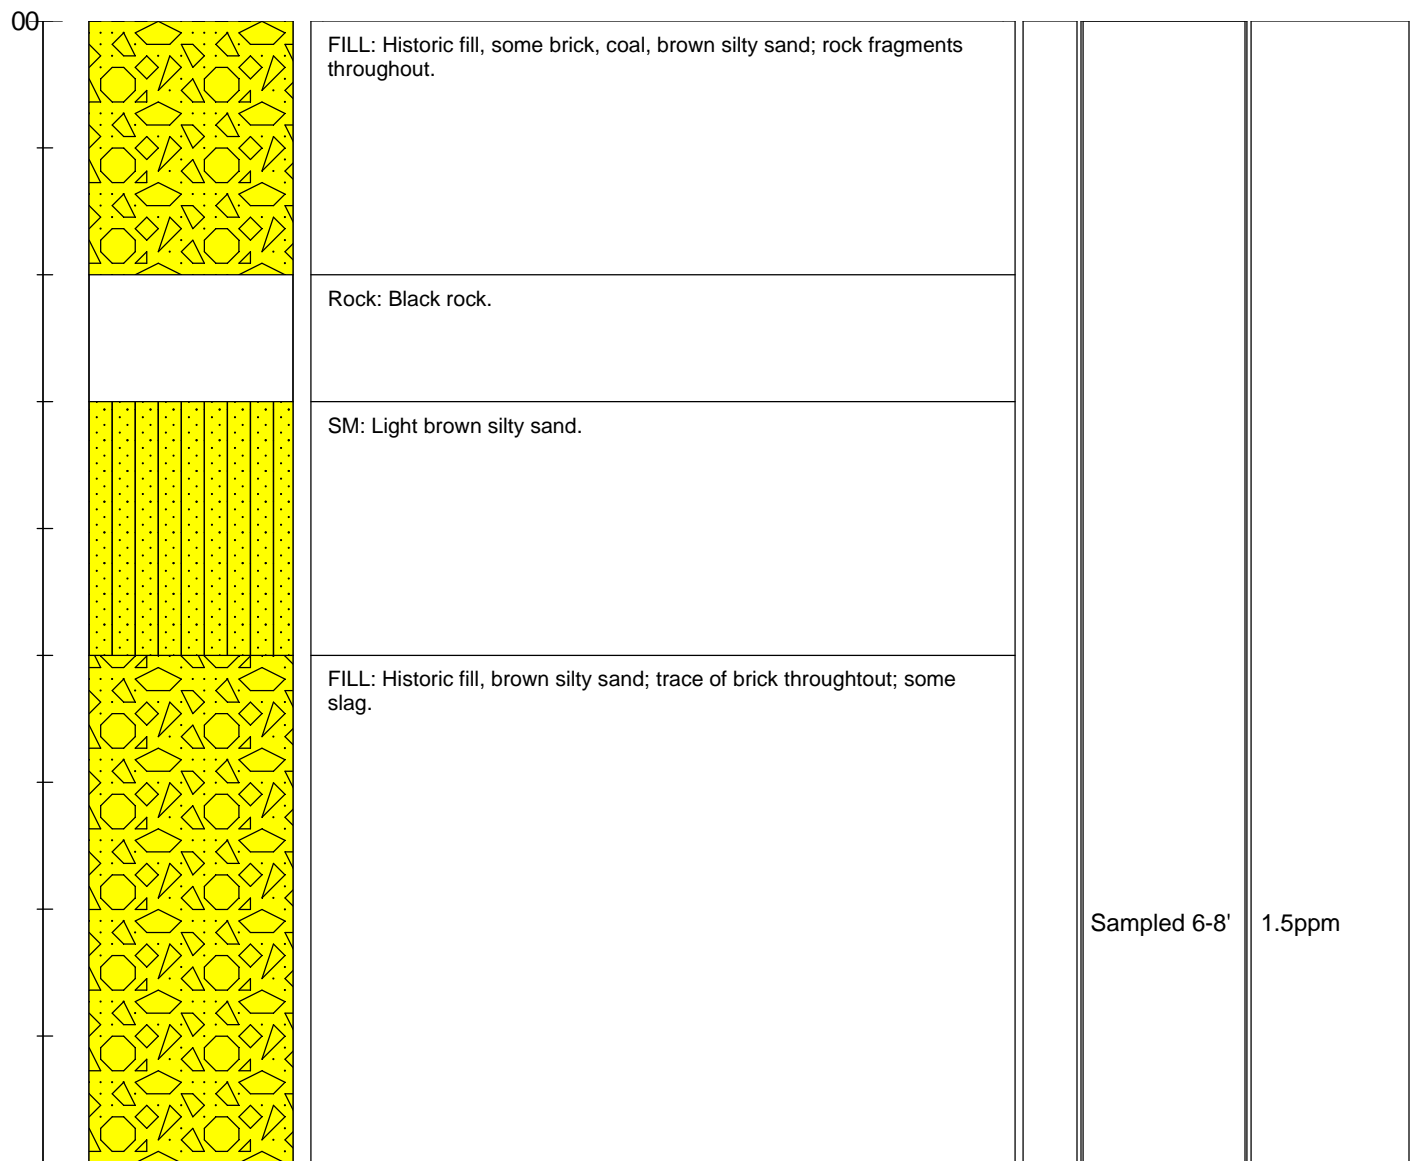 00
FILL: Historic fill, some brick, coal, brown silty sand; rock fragments
throughout.
Rock: Black rock.
SM: Light brown silty sand.
FILL: Historic fill, brown silty sand; trace of brick throughtout; some
slag.
Sampled 6-8' 1.5ppm